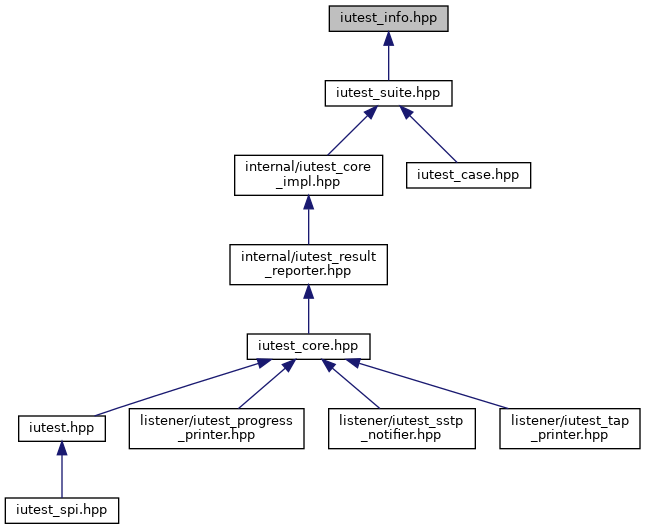 iutest_info.hpp
iutest_suite.hpp
internal/iutest_core
_impl.hpp
iutest_case.hpp
internal/iutest_result
_reporter.hpp
iutest_core.hpp
iutest.hpp
listener/iutest_progress
_printer.hpp
listener/iutest_sstp
_notifier.hpp
listener/iutest_tap
_printer.hpp
iutest_spi.hpp